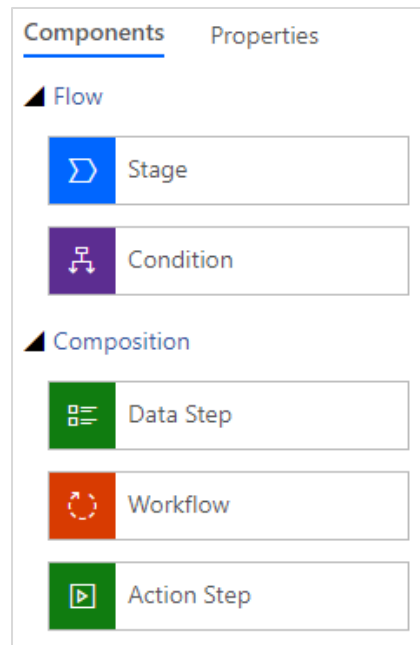 Components Properties
Flow
Stage
Condition
Composition
Data Step
Workflow
Action Step